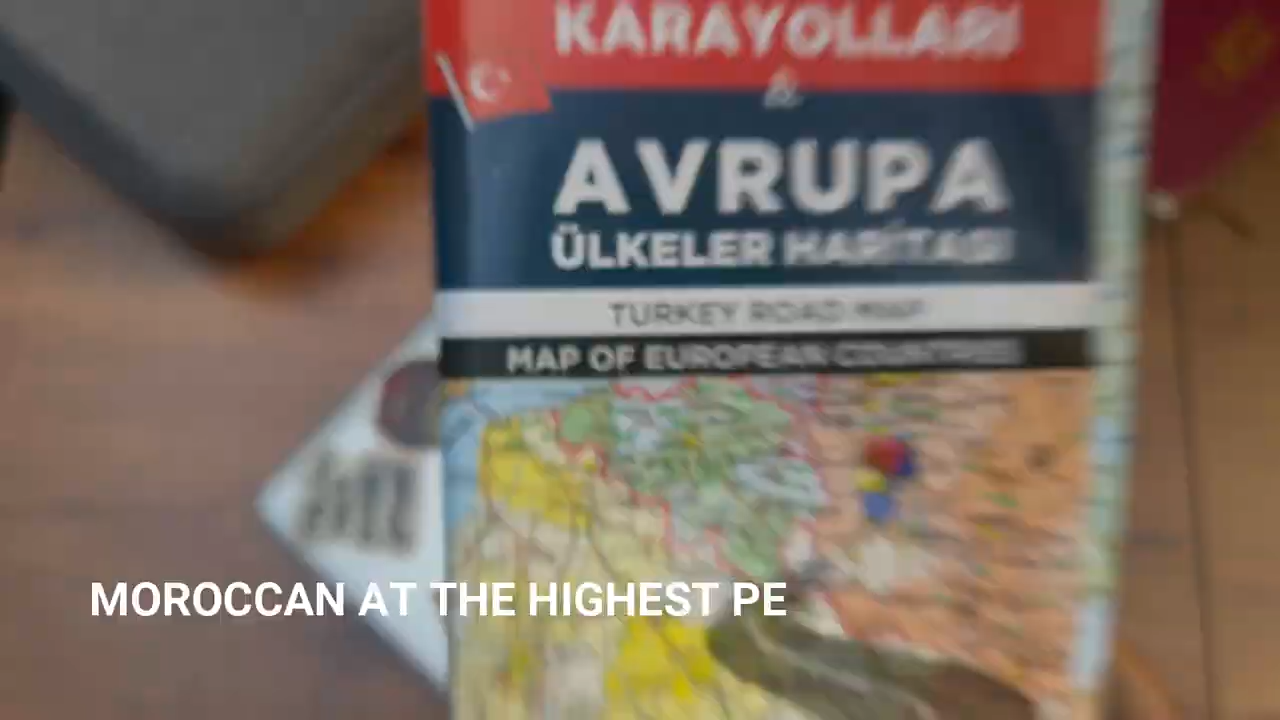 KARAYOLLARI
&
AVRUPA
ÜLKELER HARİTASI
TURKEY ROAD MAP
MAP OF EUROPEAN COUNTRIES
MOROCCAN AT THE HIGHEST PE